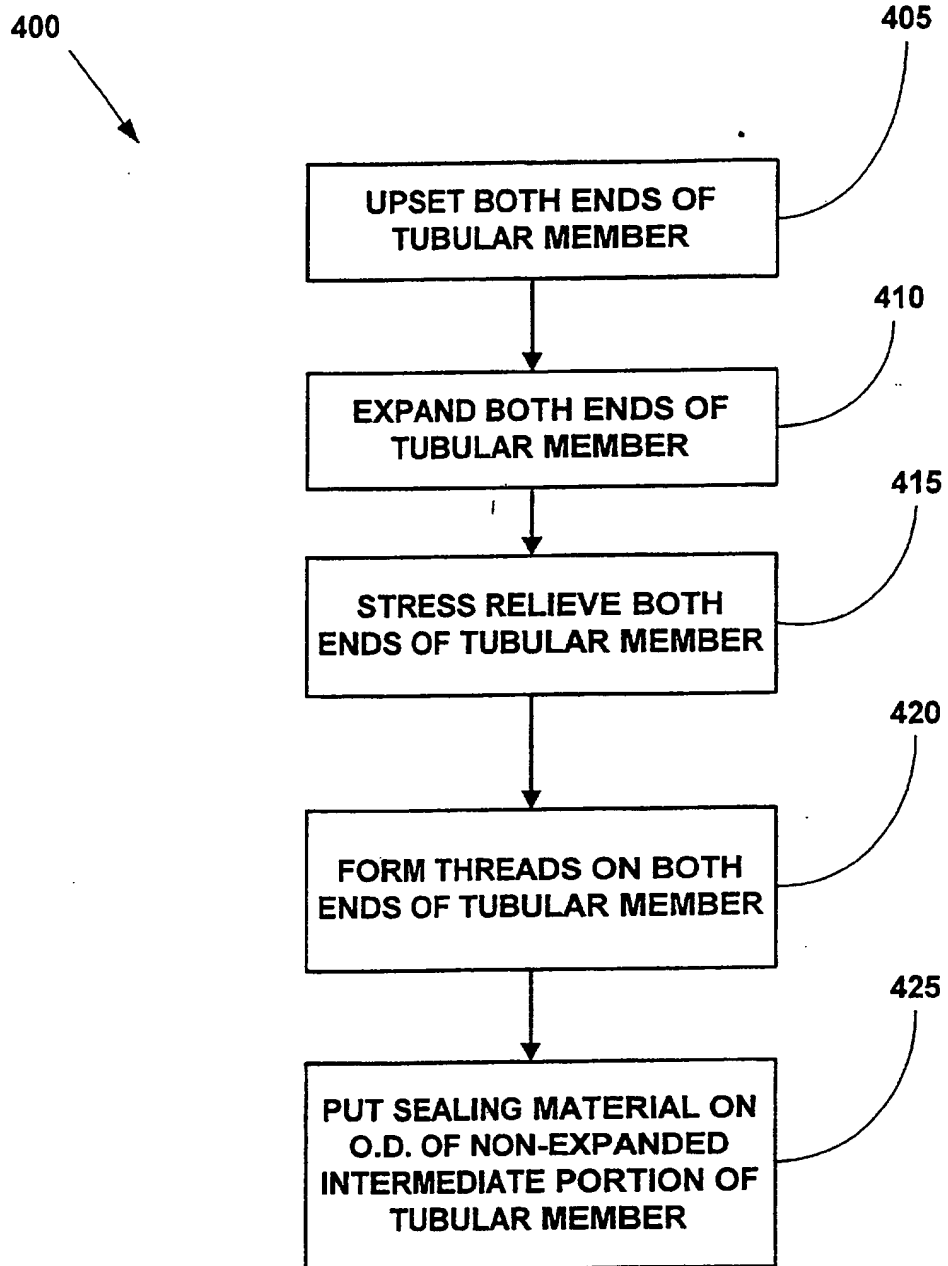 400
405
UPSET BOTH ENDS OF
TUBULAR MEMBER
410
EXPAND BOTH ENDS OF
TUBULAR MEMBER
415
STRESS RELIEVE BOTH
ENDS OF TUBULAR MEMBER
420
FORM THREADS ON BOTH
ENDS OF TUBULAR MEMBER
425
PUT SEALING MATERIAL ON
O.D. OF NON-EXPANDED
INTERMEDIATE PORTION OF
TUBULAR MEMBER